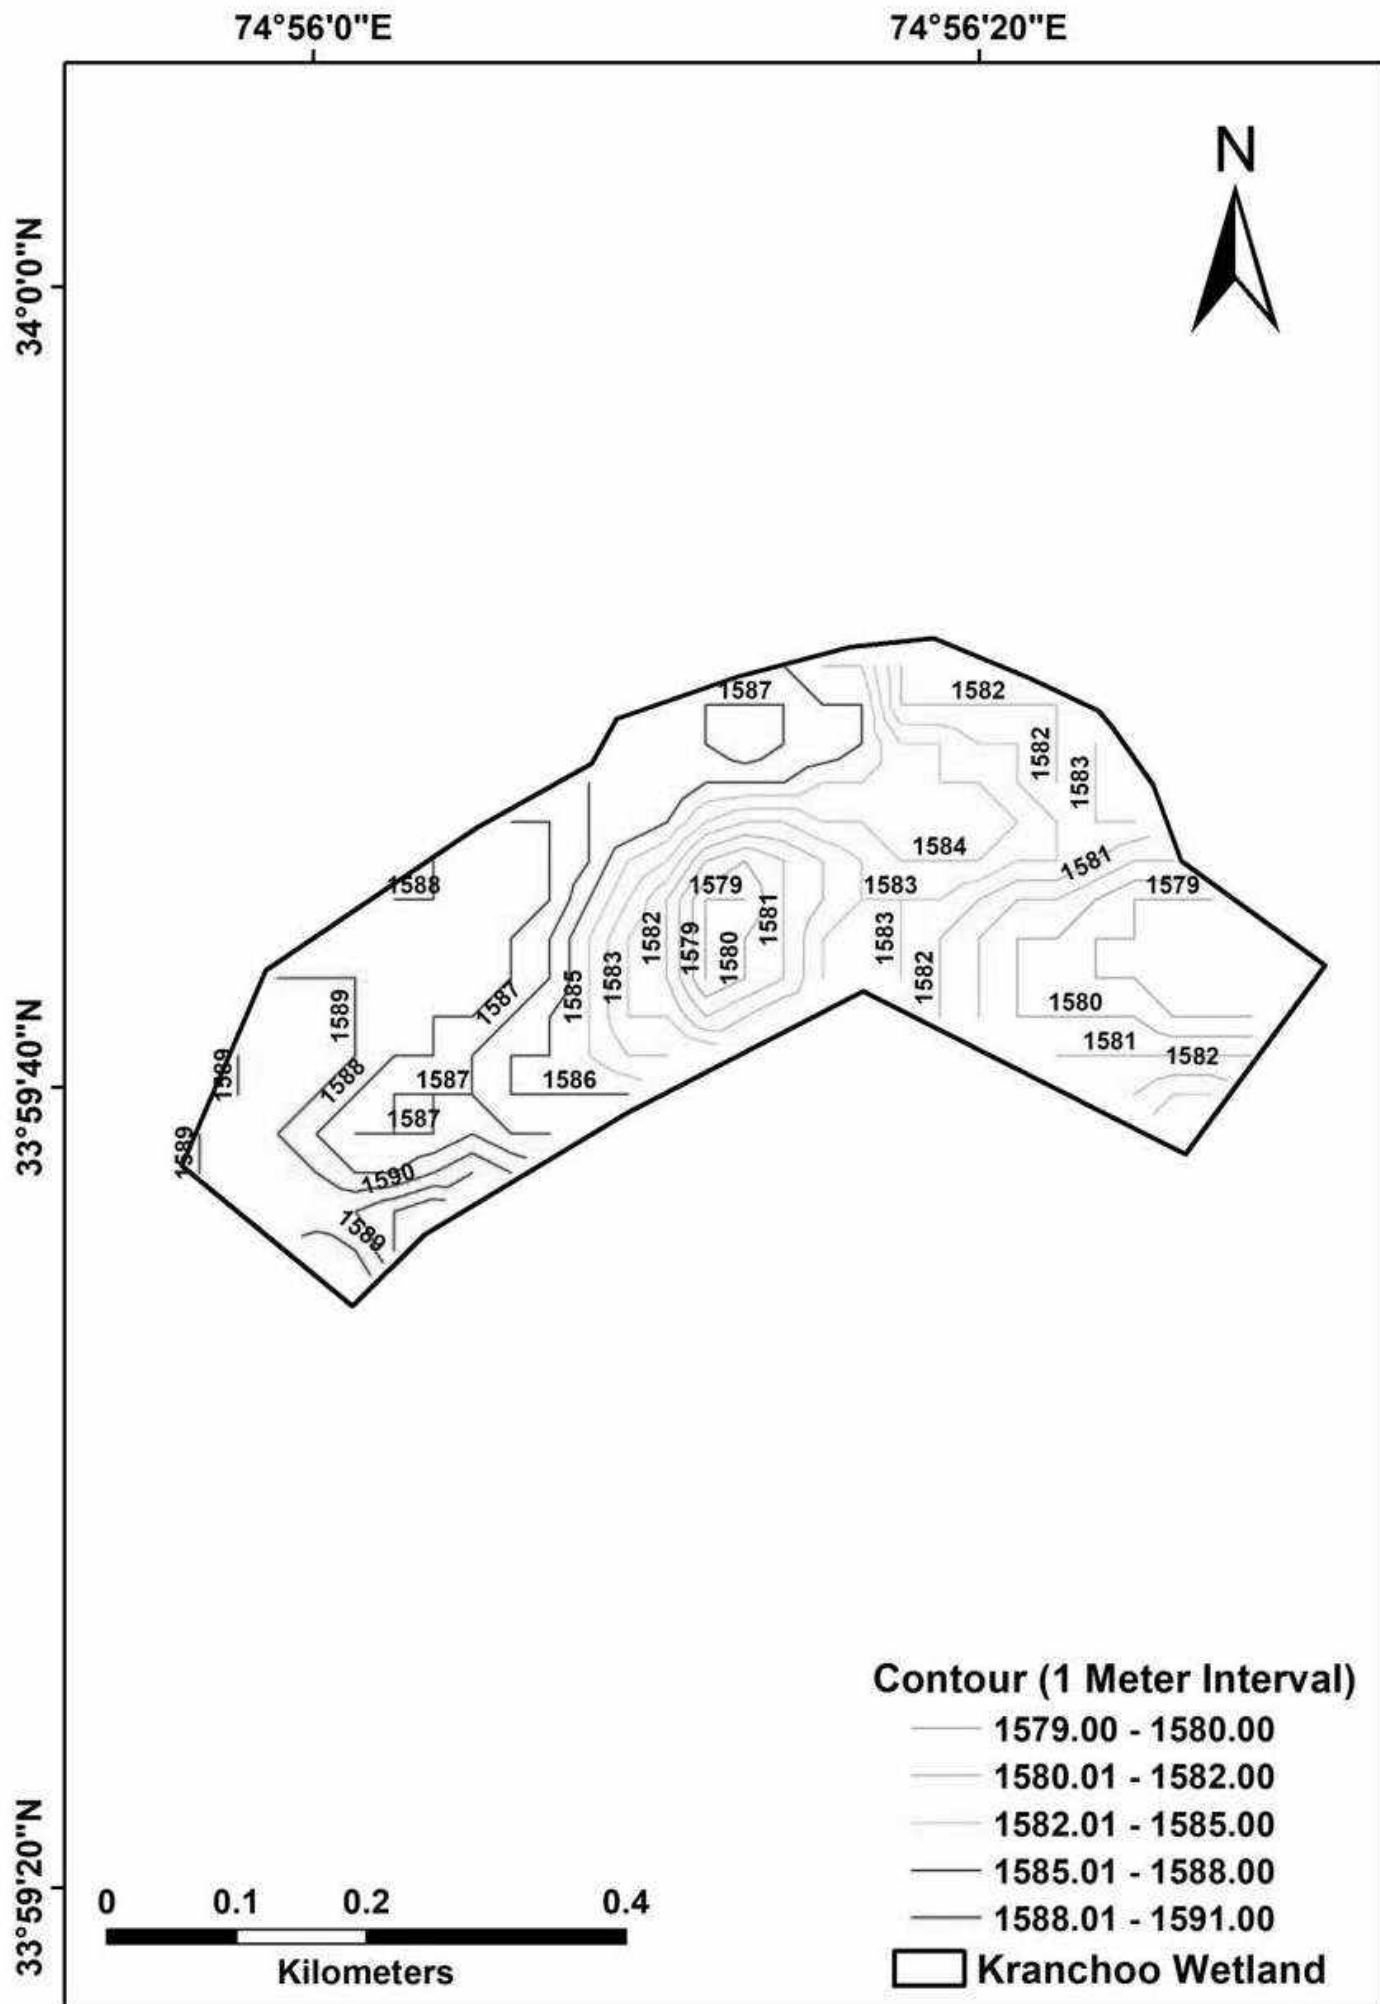 74°56'0"E
74°56'20"E
N
34°0'0"N
1587
1582
1582
1583
1584
1581
1588
1579
1583
1579
1581
1582
1579
1580
1583
1582
1583
1585
1587
1589
1580
1581
1582
1589
1588
1587
1586
1587
1589
1590
1589
33°59'40"N
33°59'20"N
Contour (1 Meter Interval)
1579.00 - 1580.00
1580.01 - 1582.00
1582.01 - 1585.00
1585.01 - 1588.00
1588.01 - 1591.00
Kranchoo Wetland
0 0.1 0.2 0.4
Kilometers